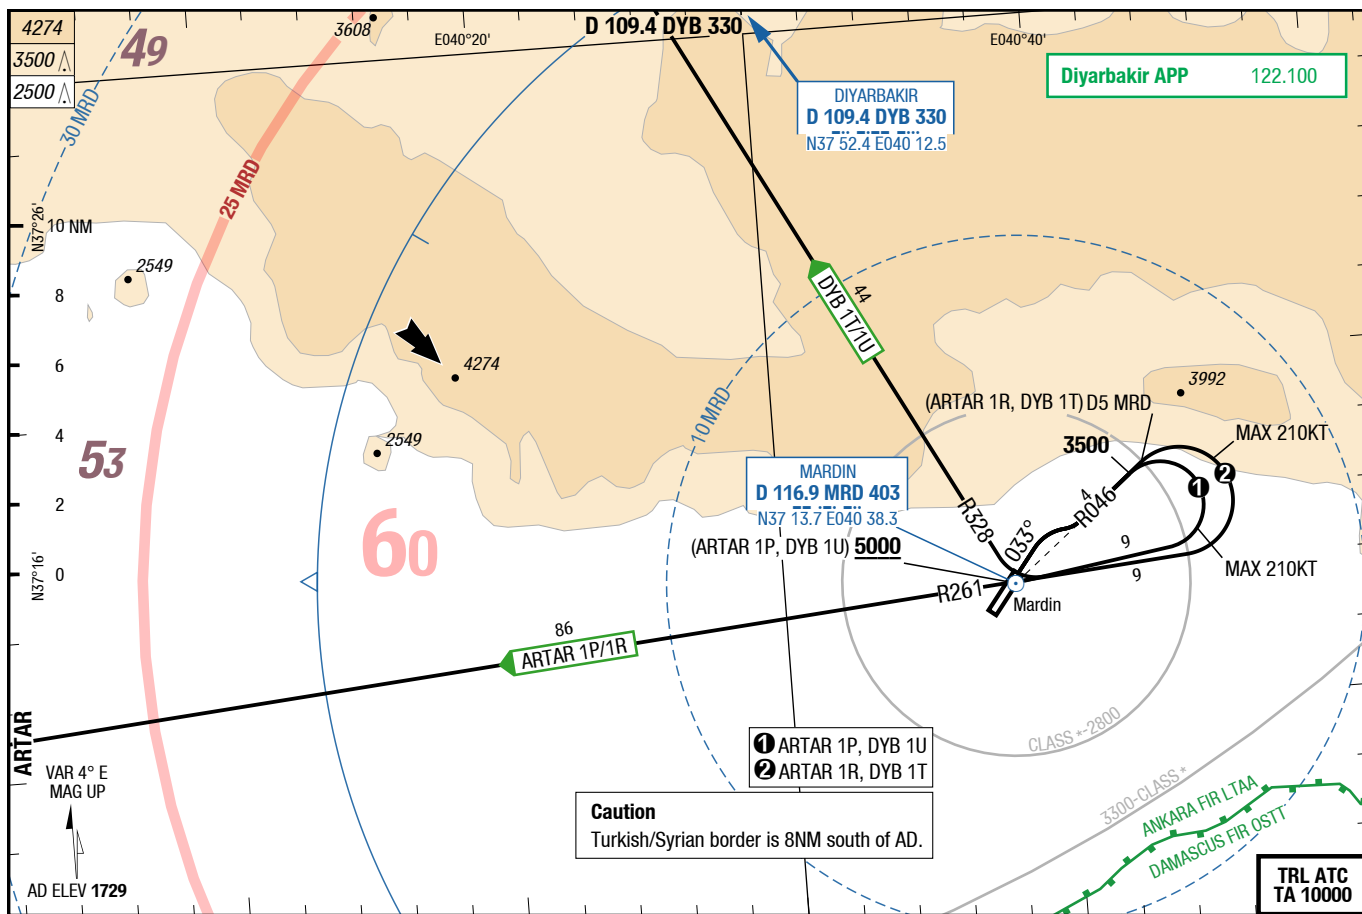 4274
3500
2500
49
3608
E040°20'
D 109.4 DYB 330
E040°40'
Diyarbakir APP 122.100
DIYARBAKIR
D 109.4 DYB 330
N37 52.4 E040 12.5
30 MRD
25 MRD
N37°26'
10 NM
2549
8
6
4
2
0
N37°16'
4274
2549
53
60
44
DYB 1T/1U
10 MRD
3992
(ARTAR 1R, DYB 1T) D5 MRD
3500
MAX 210KT
MARDIN
D 116.9 MRD 403
N37 13.7 E040 38.3
(ARTAR 1P, DYB 1U) 5000
R328
033°
4
R046
1
2
9
9
MAX 210KT
R261
Mardin
86
ARTAR 1P/1R
ARTAR
VAR 4° E
MAG UP
AD ELEV 1729
CLASS *-2800
3300-CLASS *
1 ARTAR 1P, DYB 1U
2 ARTAR 1R, DYB 1T
Caution
Turkish/Syrian border is 8NM south of AD.
ANKARA FIR LTAA
DAMASCUS FIR OSTT
TRL ATC
TA 10000